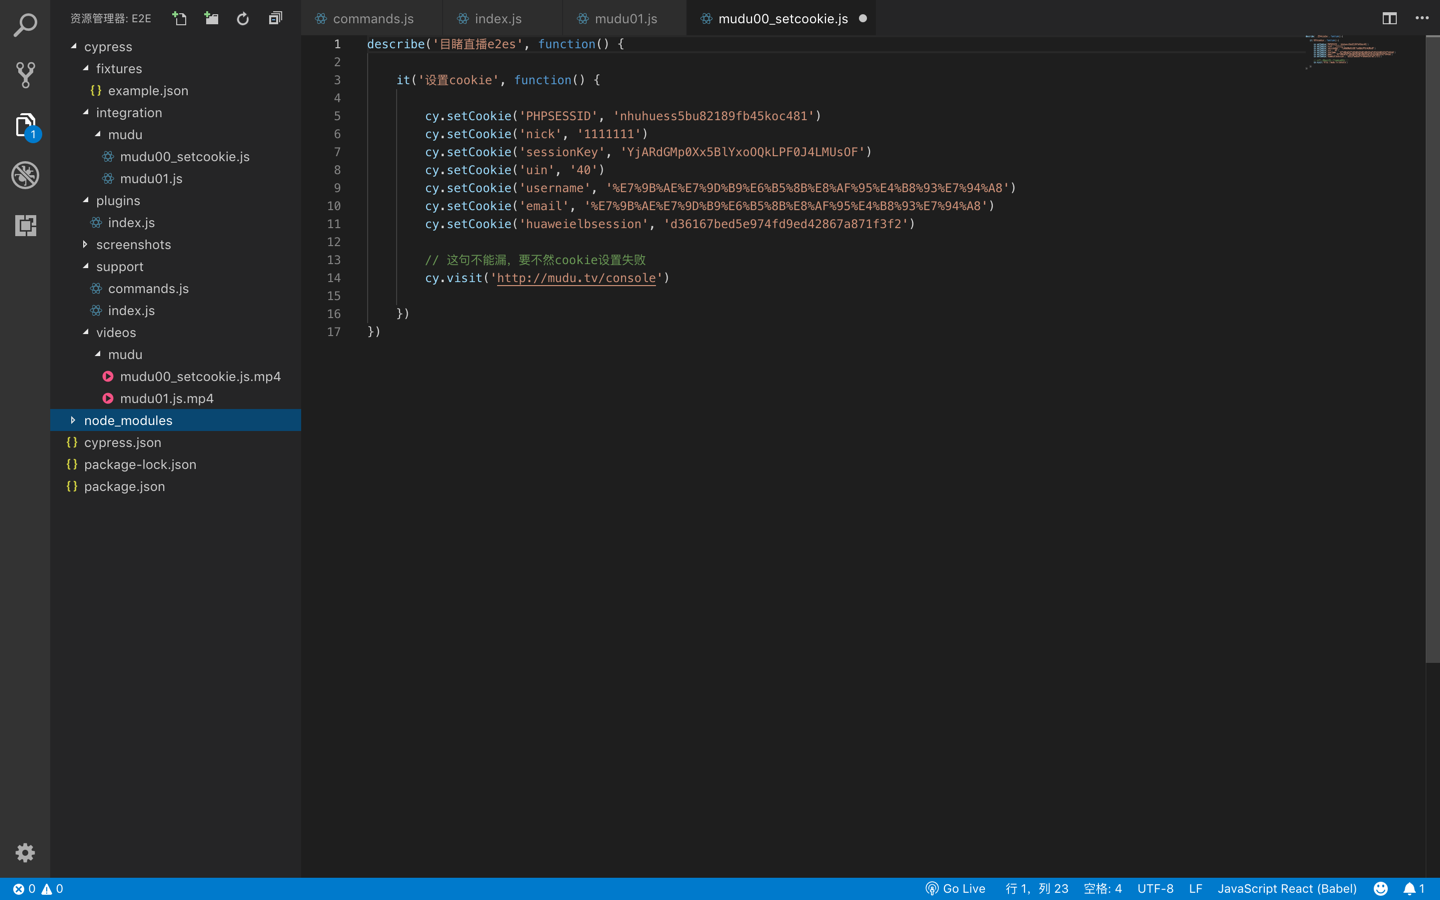 资源管理器: E2E
commands.js
index.js
mudu01.js
mudu00_setcookie.js
cypress
fixtures
example.json
integration
mudu
mudu00_setcookie.js
mudu01.js
plugins
index.js
screenshots
support
commands.js
index.js
videos
mudu
mudu00_setcookie.js.mp4
mudu01.js.mp4
node_modules
cypress.json
package-lock.json
package.json
1
1 describe('目睹直播e2es', function() {
2
3 it('设置cookie', function() {
4
5 cy.setCookie('PHPSESSID', 'nhuhuess5bu82189fb45koc481')
6 cy.setCookie('nick', '1111111')
7 cy.setCookie('sessionKey', 'YjARdGMp0Xx5BlYxoOQkLPF0J4LMUsOF')
8 cy.setCookie('uin', '40')
9 cy.setCookie('username', '%E7%9B%AE%E7%9D%B9%E6%B5%8B%E8%AF%95%E4%B8%93%E7%94%A8')
10 cy.setCookie('email', '%E7%9B%AE%E7%9D%B9%E6%B5%8B%E8%AF%95%E4%B8%93%E7%94%A8')
11 cy.setCookie('huaweielbsession', 'd36167bed5e974fd9ed42867a871f3f2')
12
13 // 这句不能漏，要不然cookie设置失败
14 cy.visit('http://mudu.tv/console')
15
16 })
17 })
0 0
Go Live 行 1，列 23 空格: 4 UTF-8 LF JavaScript React (Babel) 1